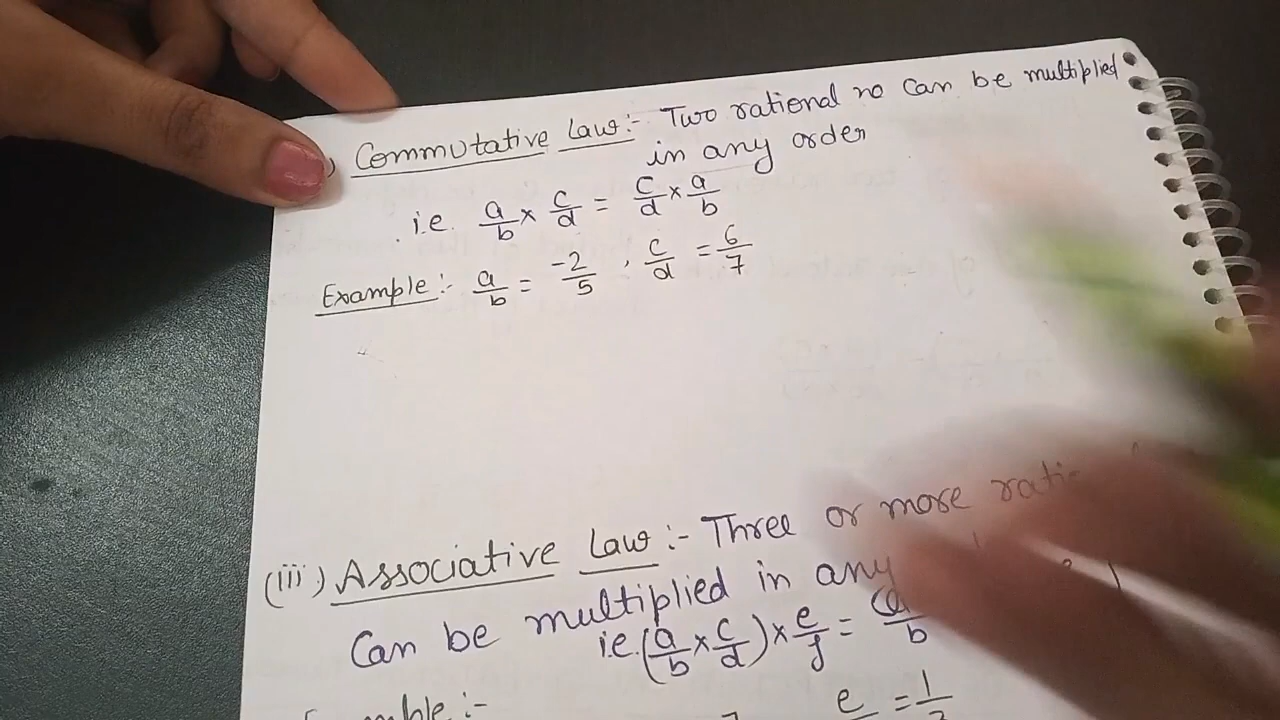 ) Commutative Law:- Two rational no can be multiplied
in any order
i.e. a/b × c/d = c/d × a/b
Example:- a/b = -2/5 , c/d = 6/7
(iii) Associative Law:- Three or more
Can be multiplied in any
i.e. (a/b × c/d) × e/f =
e = 1